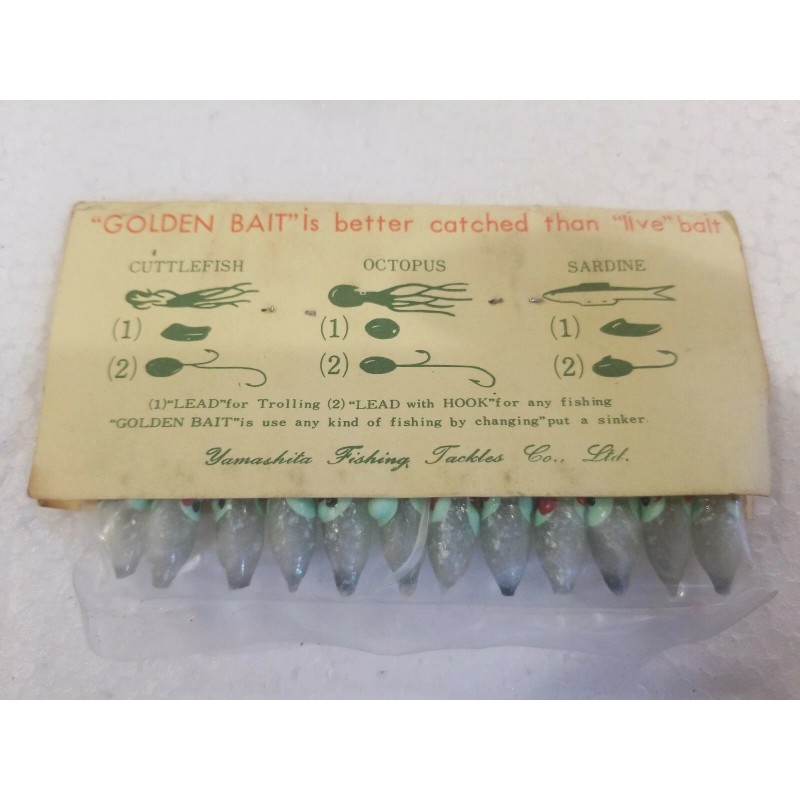 "GOLDEN BAIT" is better catched than "live" bait
CUTTLEFISH OCTOPUS SARDINE
(1) (1) (1)
(2) (2) (2)
(1) "LEAD" for Trolling (2) "LEAD with HOOK" for any fishing
"GOLDEN BAIT" is use any kind of fishing by changing" put a sinker.
Yamashita Fishing Tackles Co., Ltd.